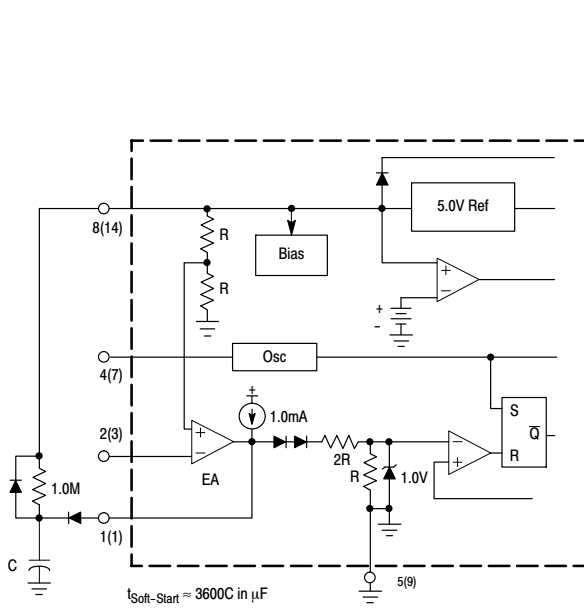 5.0V Ref
8(14)
R
Bias
R
+
−
+
−
4(7)
Osc
+
1.0mA
S
Q
R
2(3)
+
−
EA
2R
R
1.0V
−
+
1.0M
1(1)
C
5(9)
tSoft-Start ≈ 3600C in μF